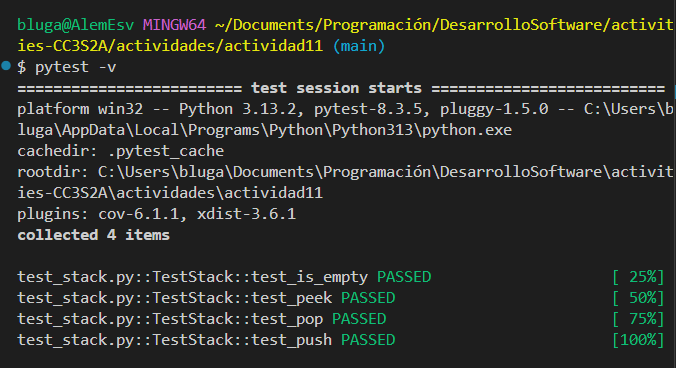 bluga@AlemEsv MINGW64 ~/Documents/Programación/DesarrolloSoftware/activit
ies-CC3S2A/actividades/actividad11 (main)
$ pytest -v
========================= test session starts ==========================
platform win32 -- Python 3.13.2, pytest-8.3.5, pluggy-1.5.0 -- C:\Users\b
luga\AppData\Local\Programs\Python\Python313\python.exe
cachedir: .pytest_cache
rootdir: C:\Users\bluga\Documents\Programación\DesarrolloSoftware\activit
ies-CC3S2A\actividades\actividad11
plugins: cov-6.1.1, xdist-3.6.1
collected 4 items

test_stack.py::TestStack::test_is_empty PASSED                   [ 25%]
test_stack.py::TestStack::test_peek PASSED                       [ 50%]
test_stack.py::TestStack::test_pop PASSED                        [ 75%]
test_stack.py::TestStack::test_push PASSED                       [100%]